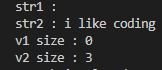 str1 :
str2 : i like coding
v1 size : 0
v2 size : 3